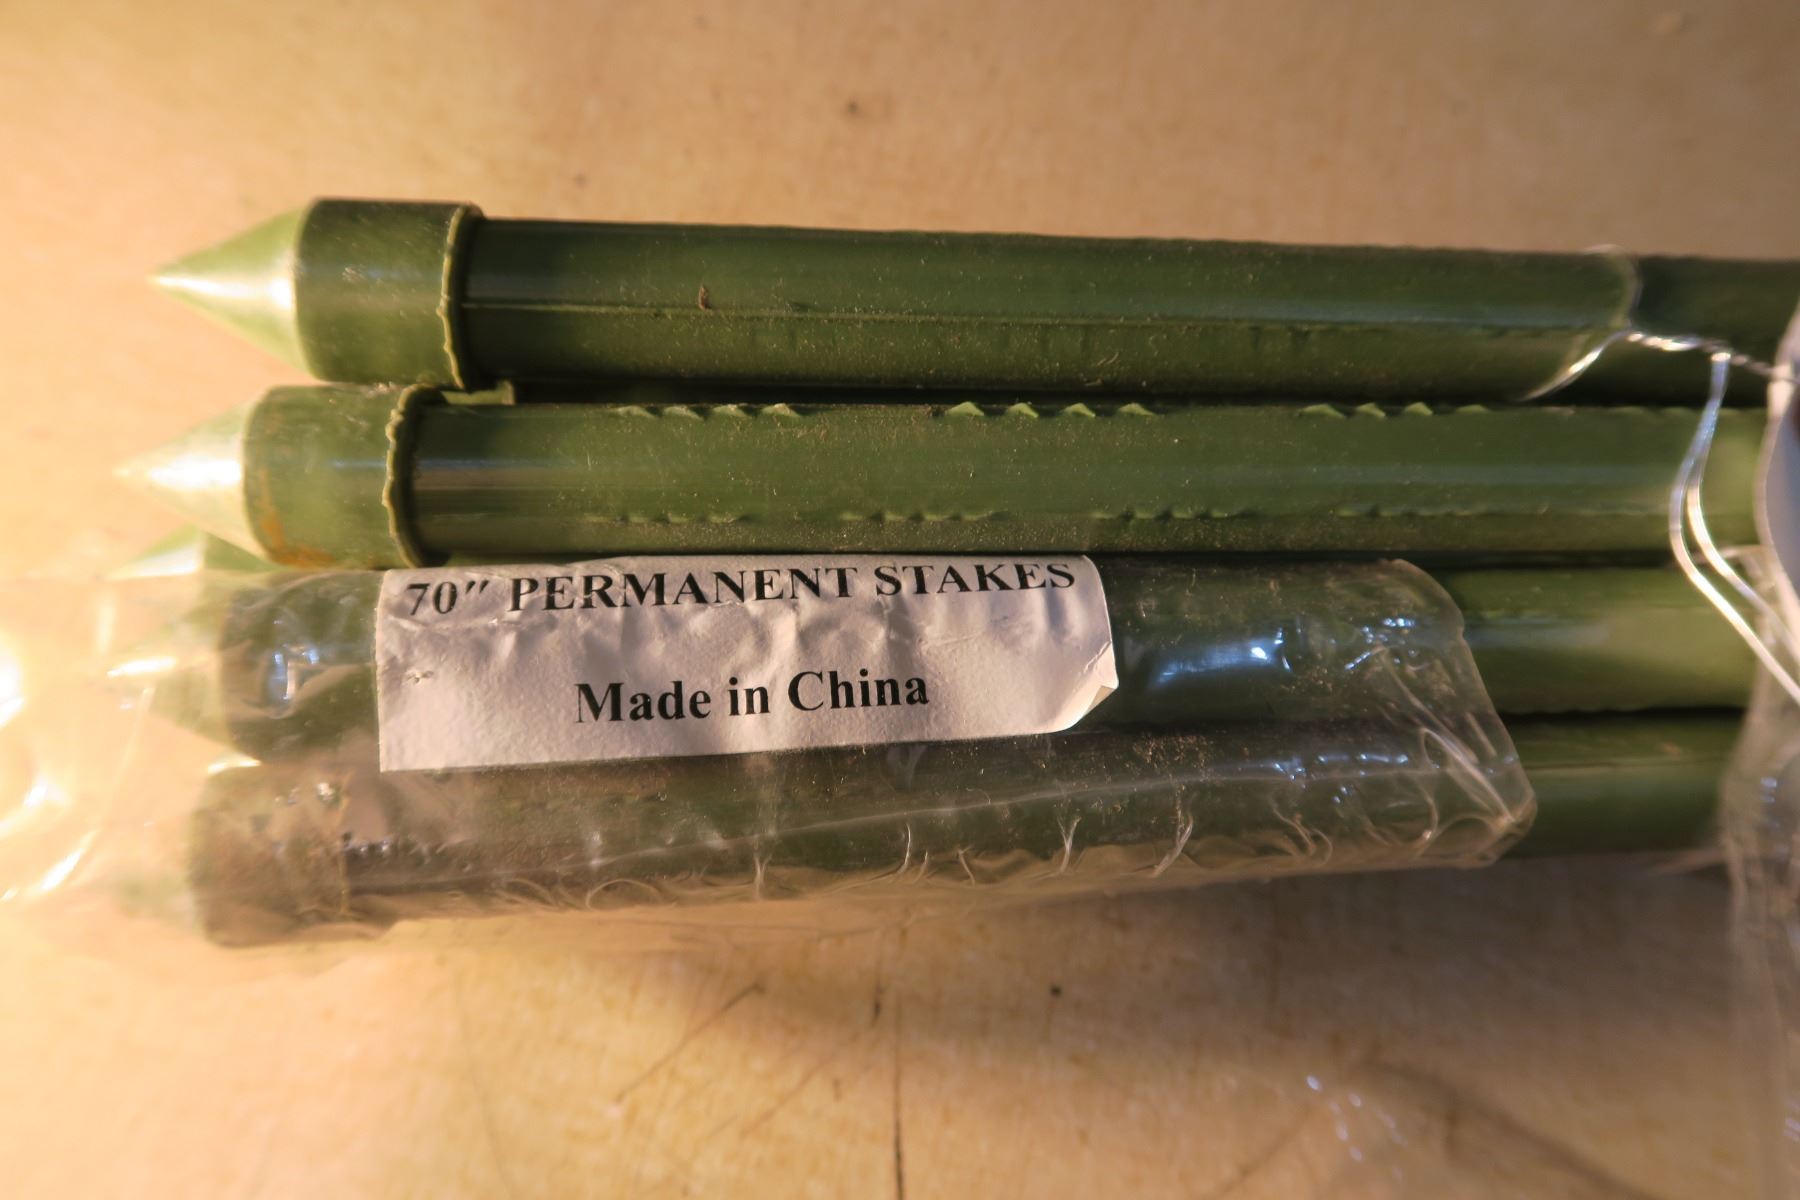 70" PERMANENT STAKES
Made in China